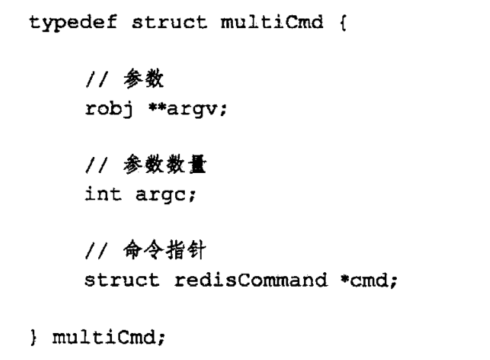 typedef struct multiCmd {
// 参数
robj **argv;
// 参数数量
int argc;
// 命令指针
struct redisCommand *cmd;
} multiCmd;